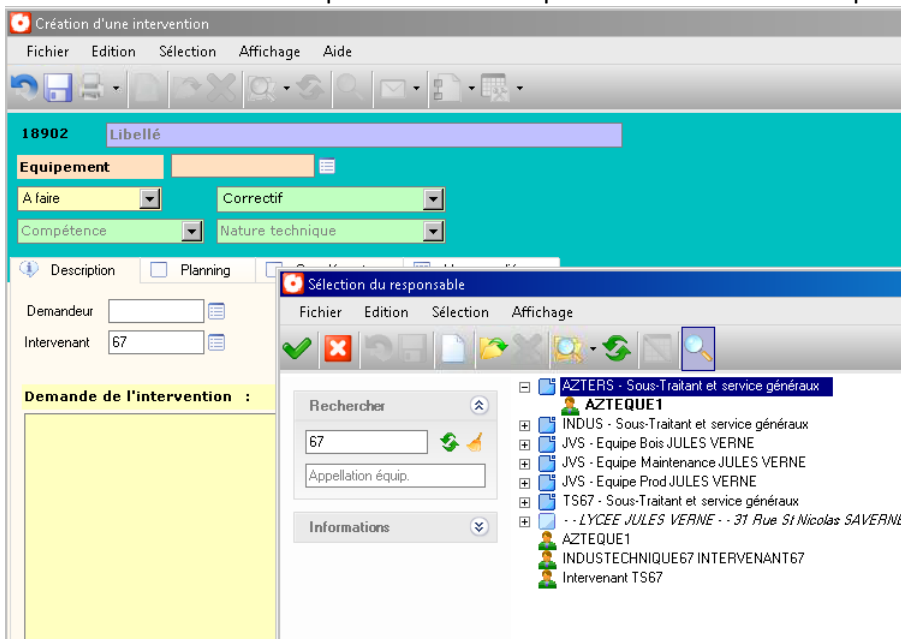 Création d'une intervention
Fichier Edition Sélection Affichage Aide
18902 Libellé
Equipement
A faire Correctif
Compétence Nature technique
Description Planning
Demandeur
Intervenant 67
Demande de l'intervention :
Sélection du responsable
Fichier Edition Sélection Affichage
Rechercher
67
Appellation équip.
Informations
AZTERS - Sous-Traitant et service généraux
AZTEQUE1
INDUS - Sous-Traitant et service généraux
JVS - Equipe Bois JULES VERNE
JVS - Equipe Maintenance JULES VERNE
JVS - Equipe Prod JULES VERNE
TS67 - Sous-Traitant et service généraux
- - LYCEE JULES VERNE - - 31 Rue St Nicolas SAVERNE
AZTEQUE1
INDUSTECHNIQUE67 INTERVENANT67
Intervenant TS67